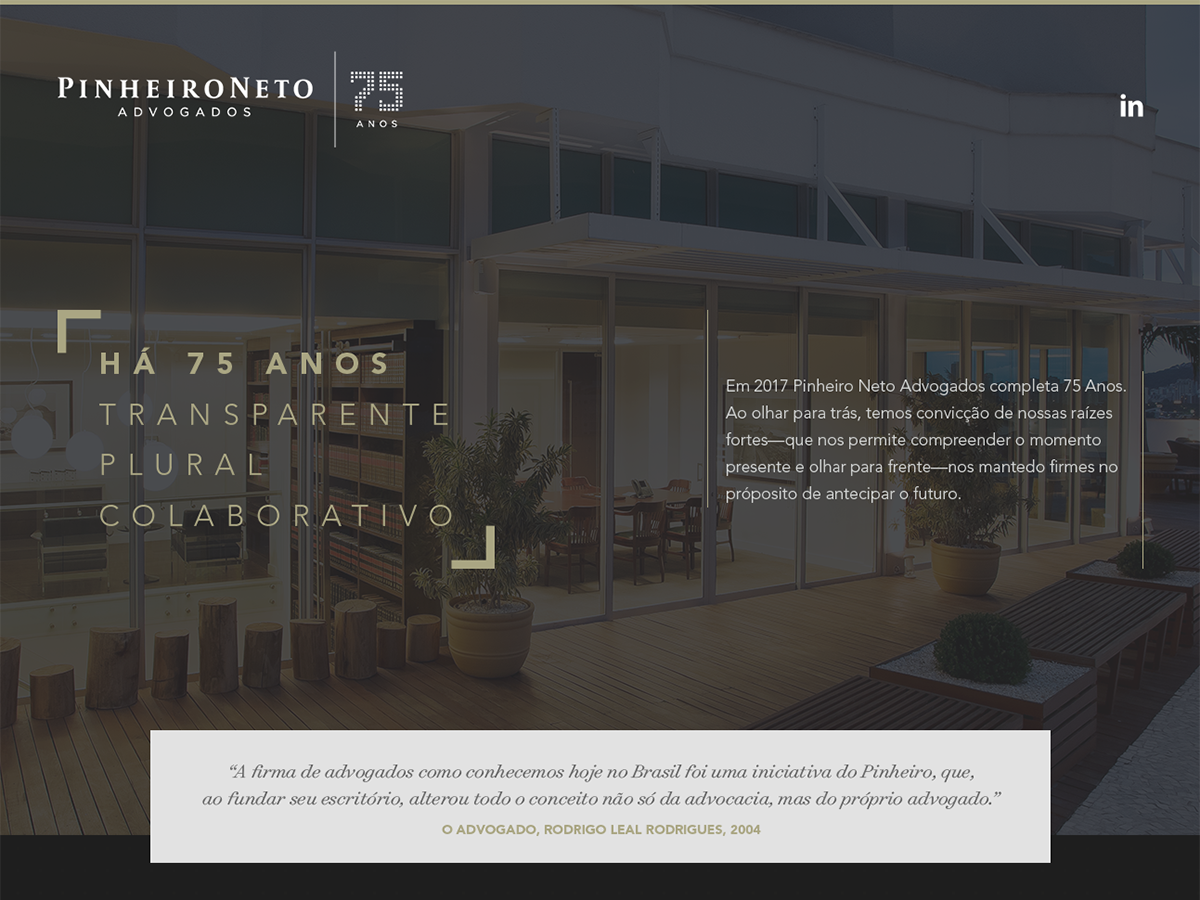 PINHEIRONETO
ADVOGADOS
75
ANOS
in
HÁ 75 ANOS
TRANSPARENTE
PLURAL
COLABORATIVO
Em 2017 Pinheiro Neto Advogados completa 75 Anos.
Ao olhar para trás, temos convicção de nossas raízes
fortes—que nos permite compreender o momento
presente e olhar para frente—nos mantedo firmes no
próposito de antecipar o futuro.
“A firma de advogados como conhecemos hoje no Brasil foi uma iniciativa do Pinheiro, que,
ao fundar seu escritório, alterou todo o conceito não só da advocacia, mas do próprio advogado.”
O ADVOGADO, RODRIGO LEAL RODRIGUES, 2004